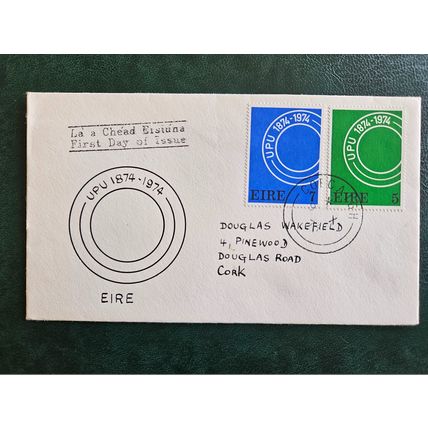 La a Chéad Eisiúna
First Day of Issue
UPU 1874-1974
EIRE
UPU 1874-1974
EIRE 7
UPU 1874-1974
EIRE 5
DOUGLAS WAKEFIELD
4, PINEWOOD
DOUGLAS ROAD
CORK